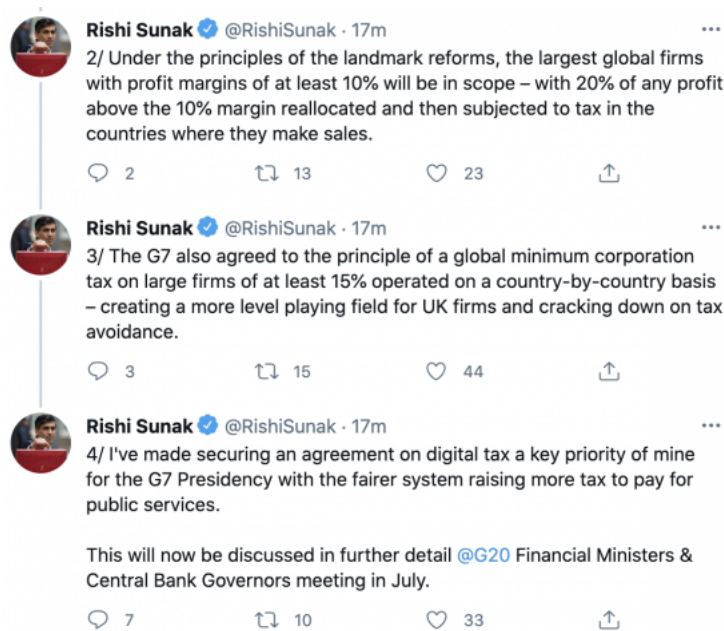 Rishi Sunak @RishiSunak · 17m
2/ Under the principles of the landmark reforms, the largest global firms
with profit margins of at least 10% will be in scope – with 20% of any profit
above the 10% margin reallocated and then subjected to tax in the
countries where they make sales.
2 13 23
Rishi Sunak @RishiSunak · 17m
3/ The G7 also agreed to the principle of a global minimum corporation
tax on large firms of at least 15% operated on a country-by-country basis
– creating a more level playing field for UK firms and cracking down on tax
avoidance.
3 15 44
Rishi Sunak @RishiSunak · 17m
4/ I've made securing an agreement on digital tax a key priority of mine
for the G7 Presidency with the fairer system raising more tax to pay for
public services.
This will now be discussed in further detail @G20 Financial Ministers &
Central Bank Governors meeting in July.
7 10 33